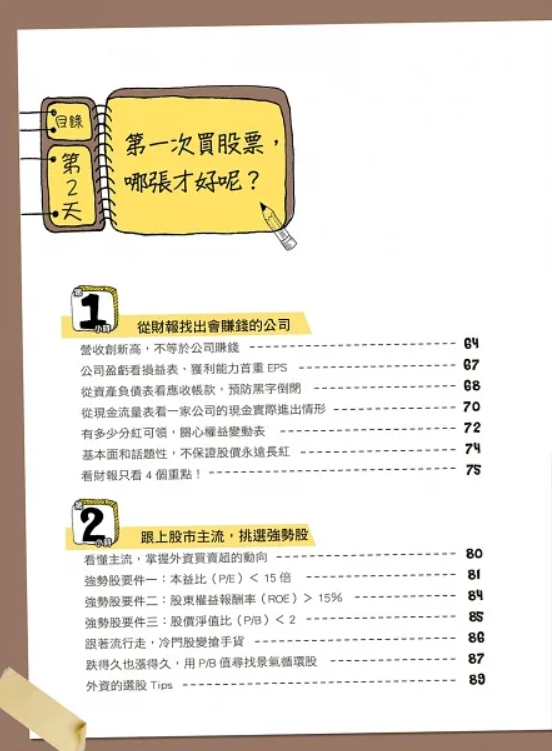 目錄
第2天
第一次買股票，
哪張才好呢？
第1小時
從財報找出會賺錢的公司
營收創新高，不等於公司賺錢 64
公司盈虧看損益表，獲利能力首重 EPS 67
從資產負債表看應收帳款，預防黑字倒閉 68
從現金流量表看一家公司的現金實際進出情形 70
有多少分紅可領，關心權益變動表 72
基本面和話題性，不保證股價永遠長紅 74
看財報只看 4 個重點！ 75
第2小時
跟上股市主流，挑選強勢股
看懂主流，掌握外資買賣超的動向 80
強勢股要件一：本益比（P/E）＜ 15 倍 81
強勢股要件二：股東權益報酬率（ROE）＞ 15% 84
強勢股要件三：股價淨值比（P/B）＜ 2 85
跟著流行走，冷門股變搶手貨 86
跌得久也漲得久，用 P/B 值尋找景氣循環股 87
外資的選股 Tips 89